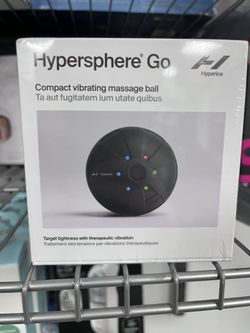 Hypersphere® Go
Hyperice
Compact vibrating massage ball
Ta aut fugitatem ium utate quibus
Hyperice
Target tightness with therapeutic vibration
Traitement des tensions par vibrations thérapeutiques